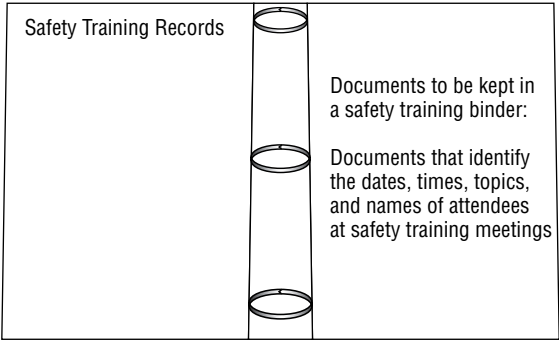 Safety Training Records
Documents to be kept in
a safety training binder:
Documents that identify
the dates, times, topics,
and names of attendees
at safety training meetings